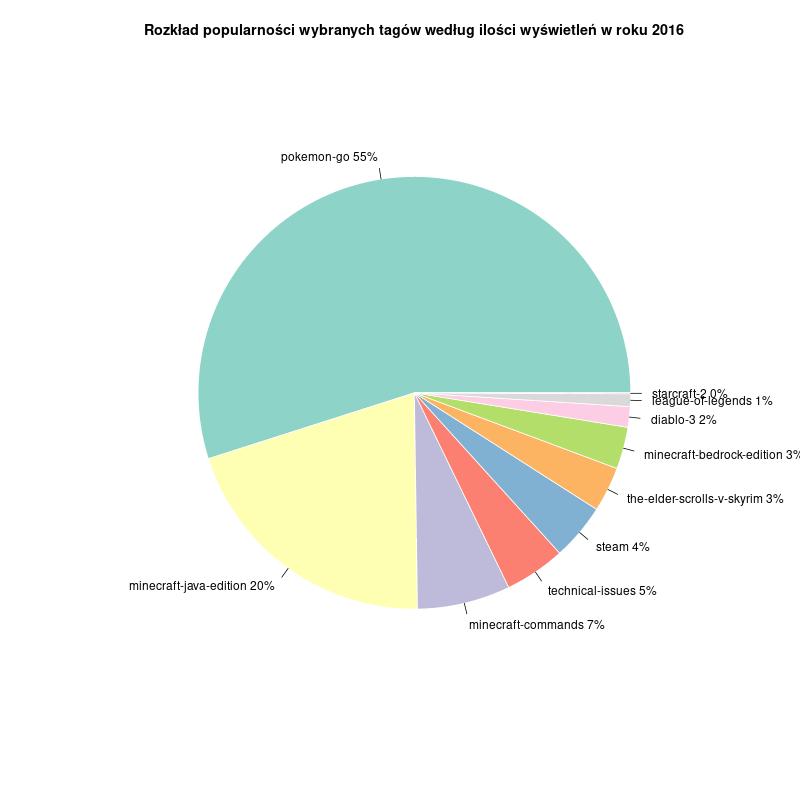 Rozkład popularności wybranych tagów według ilości wyświetleń w roku 2016
pokemon-go 55%
starcraft-2 0%
league-of-legends 1%
diablo-3 2%
minecraft-bedrock-edition 3%
the-elder-scrolls-v-skyrim 3%
steam 4%
minecraft-java-edition 20%
technical-issues 5%
minecraft-commands 7%